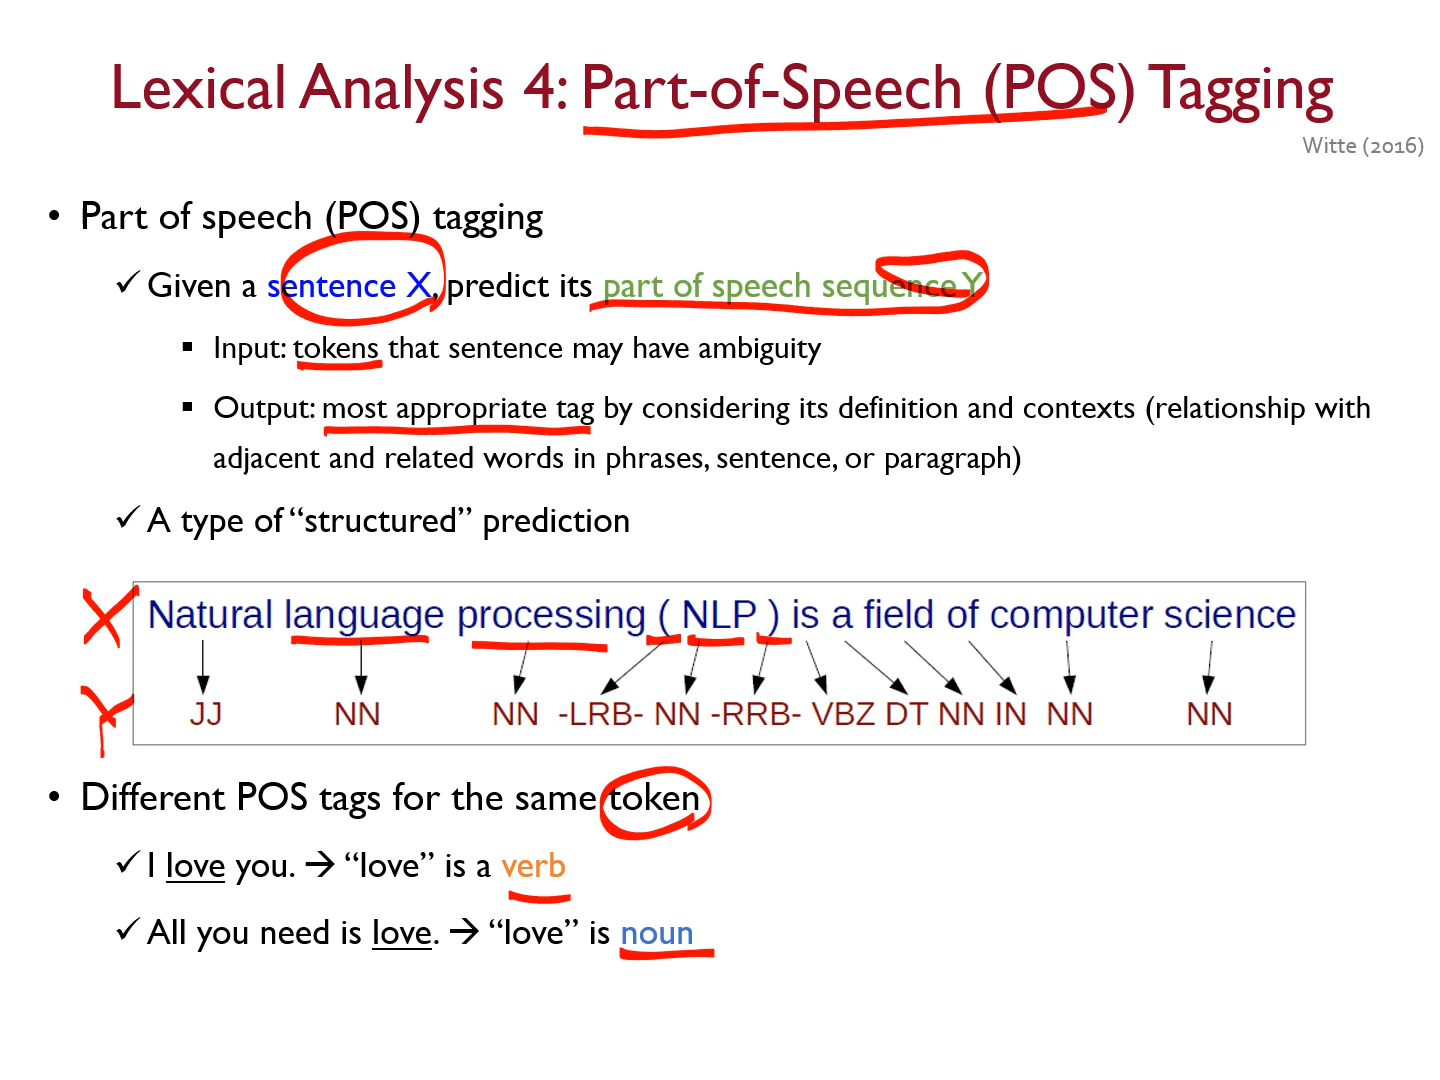 Lexical Analysis 4: Part-of-Speech (POS) Tagging
Witte (2016)
• Part of speech (POS) tagging
✓ Given a sentence X, predict its part of speech sequence Y
▪ Input: tokens that sentence may have ambiguity
▪ Output: most appropriate tag by considering its definition and contexts (relationship with
adjacent and related words in phrases, sentence, or paragraph)
✓ A type of “structured” prediction
X Natural language processing ( NLP ) is a field of computer science
Y JJ NN NN -LRB- NN -RRB- VBZ DT NN IN NN NN
• Different POS tags for the same token
✓ I love you. → “love” is a verb
✓ All you need is love. → “love” is noun